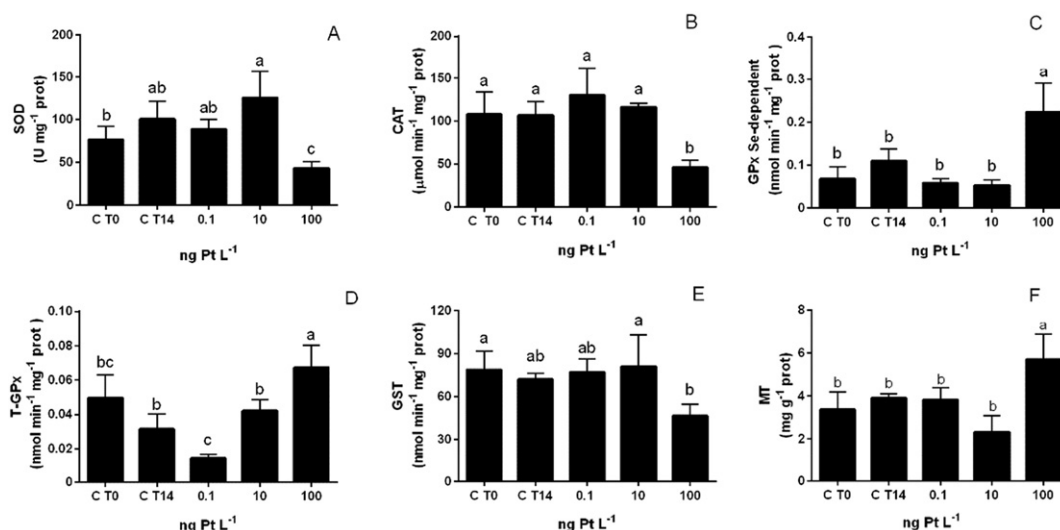 A
SOD
(U mg⁻¹ prot)
200
150
100
50
0
b
ab
ab
a
c
C T0 C T14 0.1 10 100
ng Pt L⁻¹
B
CAT
(µmol min⁻¹ mg⁻¹ prot)
200
150
100
50
0
a
a
a
a
b
C T0 C T14 0.1 10 100
ng Pt L⁻¹
C
GPx Se-dependent
(nmol min⁻¹ mg⁻¹ prot)
0.4
0.3
0.2
0.1
0
b
b
b
b
a
C T0 C T14 0.1 10 100
ng Pt L⁻¹
D
T-GPx
(nmol min⁻¹ mg⁻¹ prot )
0.10
0.08
0.06
0.04
0.02
0
bc
b
c
b
a
C T0 C T14 0.1 10 100
ng Pt L⁻¹
E
GST
(nmol min⁻¹ mg⁻¹ prot)
120
90
60
30
0
a
ab
ab
a
b
C T0 C T14 0.1 10 100
ng Pt L⁻¹
F
MT
(mg g⁻¹ prot)
8
6
4
2
0
b
b
b
b
a
C T0 C T14 0.1 10 100
ng Pt L⁻¹